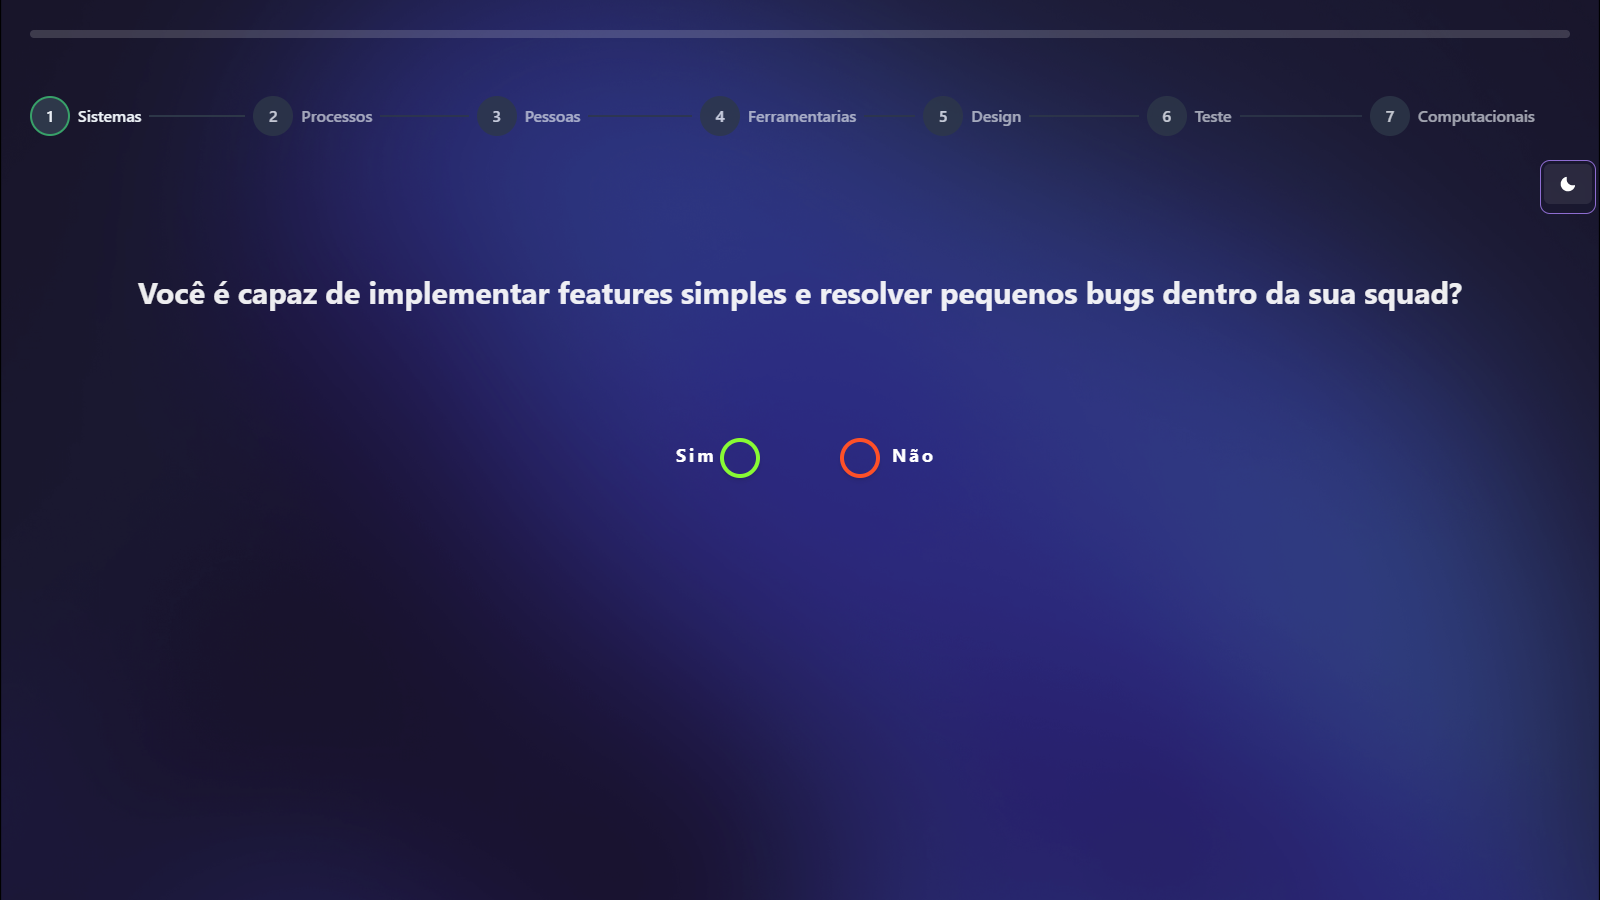 1 Sistemas 2 Processos 3 Pessoas 4 Ferramentarias 5 Design 6 Teste 7 Computacionais
Você é capaz de implementar features simples e resolver pequenos bugs dentro da sua squad?
Sim Não